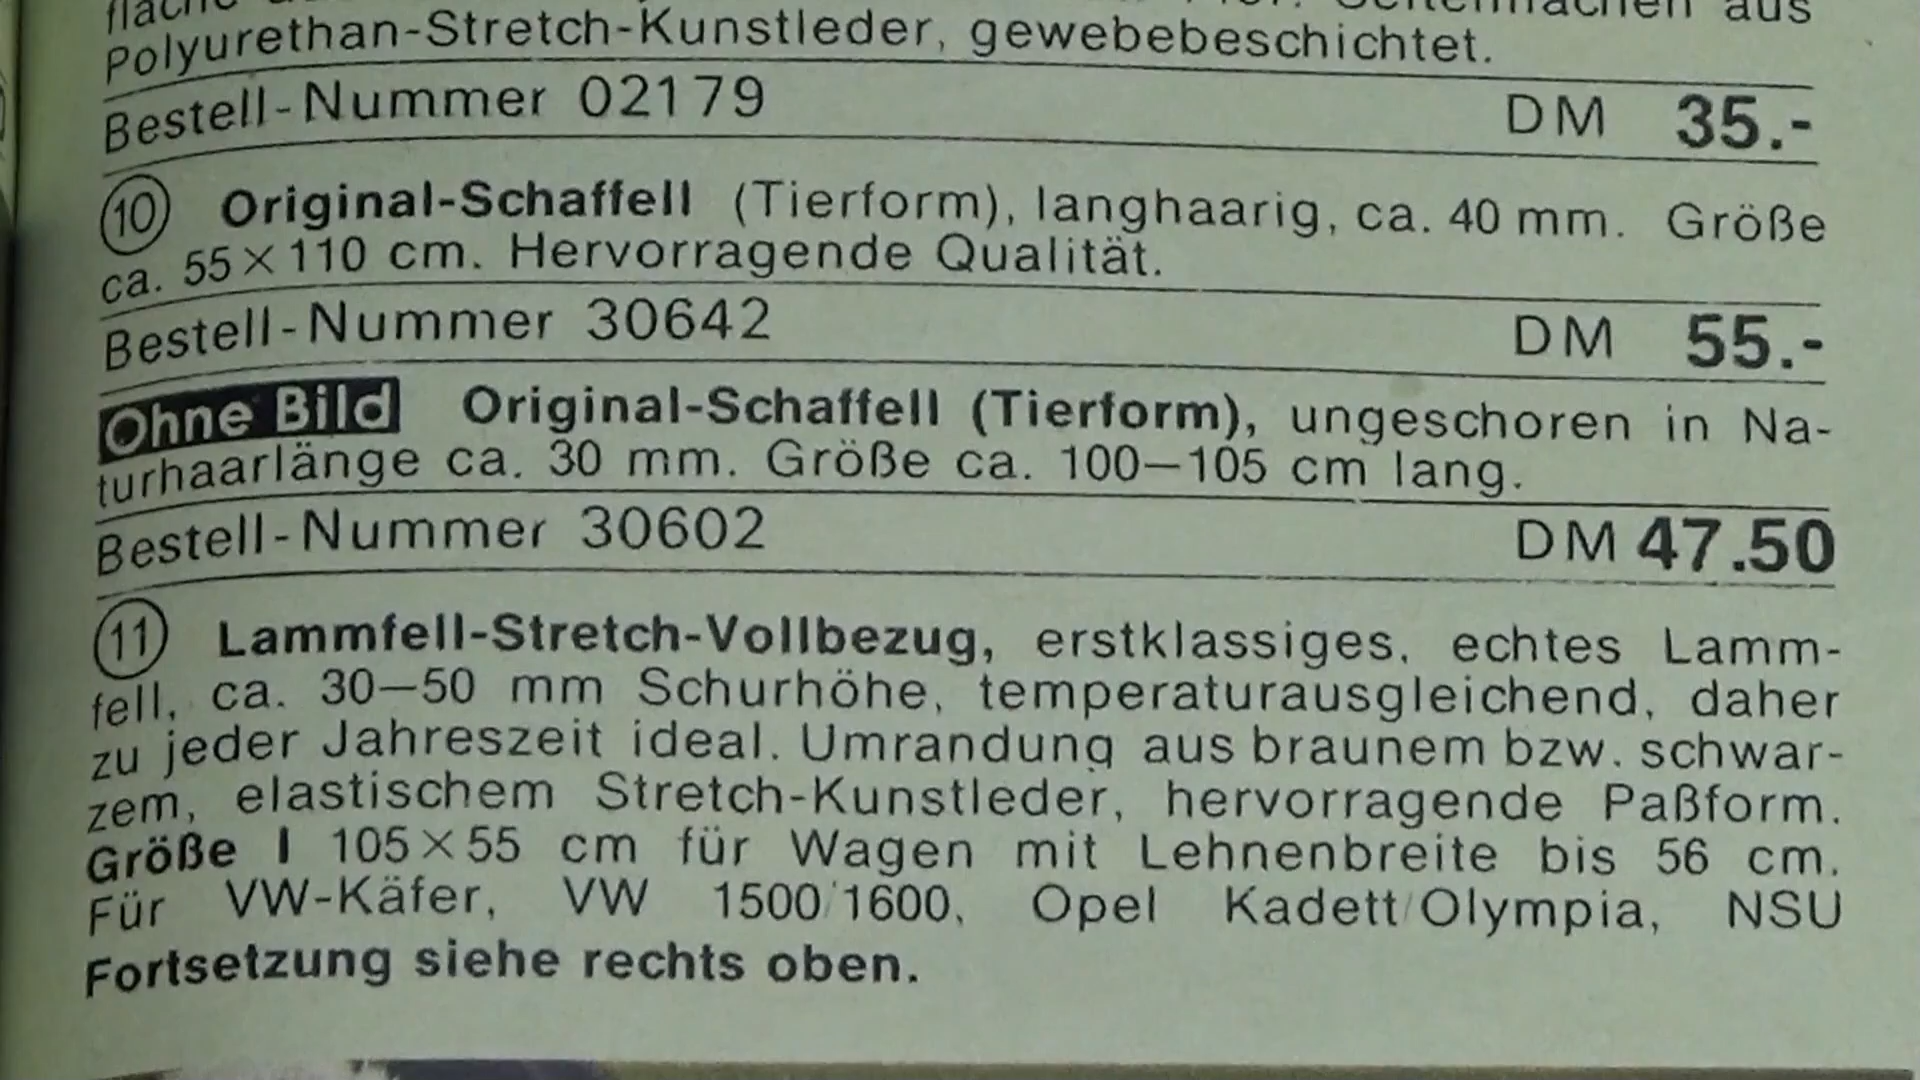 aus
Polyurethan-Stretch-Kunstleder, gewebebeschichtet.
Bestell-Nummer 02179 DM 35.-
10 Original-Schaffell (Tierform), langhaarig, ca. 40 mm. Größe
ca. 55×110 cm. Hervorragende Qualität.
Bestell-Nummer 30642 DM 55.-
Ohne Bild Original-Schaffell (Tierform), ungeschoren in Na-
turhaarlänge ca. 30 mm. Größe ca. 100–105 cm lang.
Bestell-Nummer 30602 DM 47.50
11 Lammfell-Stretch-Vollbezug, erstklassiges, echtes Lamm-
fell, ca. 30–50 mm Schurhöhe, temperaturausgleichend, daher
zu jeder Jahreszeit ideal. Umrandung aus braunem bzw. schwar-
zem, elastischem Stretch-Kunstleder, hervorragende Paßform.
Größe I 105×55 cm für Wagen mit Lehnenbreite bis 56 cm.
Für VW-Käfer, VW 1500/1600, Opel Kadett/Olympia, NSU
Fortsetzung siehe rechts oben.